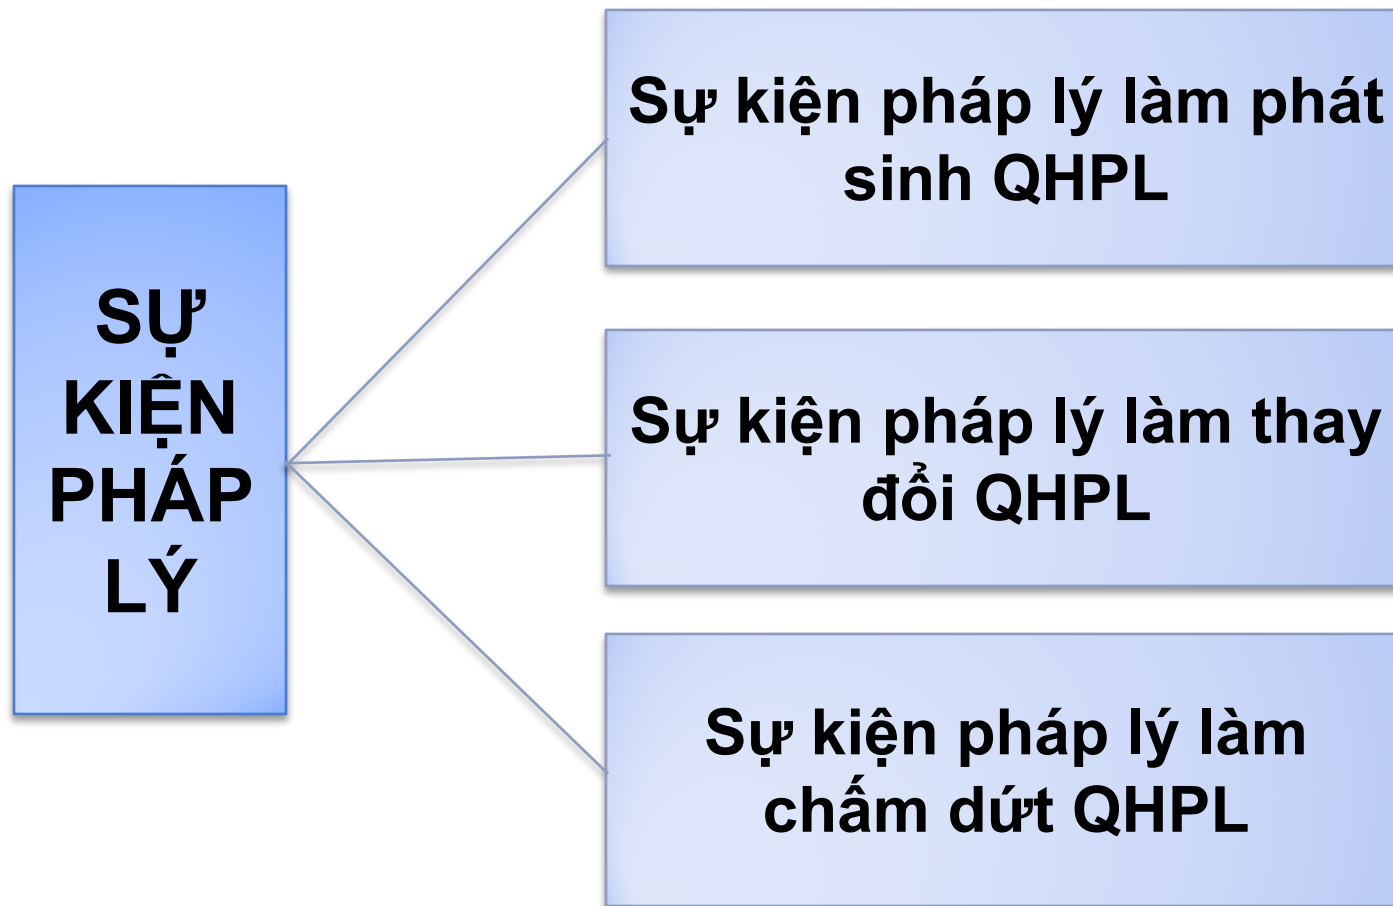 SỰ
KIỆN
PHÁP
LÝ
Sự kiện pháp lý làm phát
sinh QHPL
Sự kiện pháp lý làm thay
đổi QHPL
Sự kiện pháp lý làm
chấm dứt QHPL